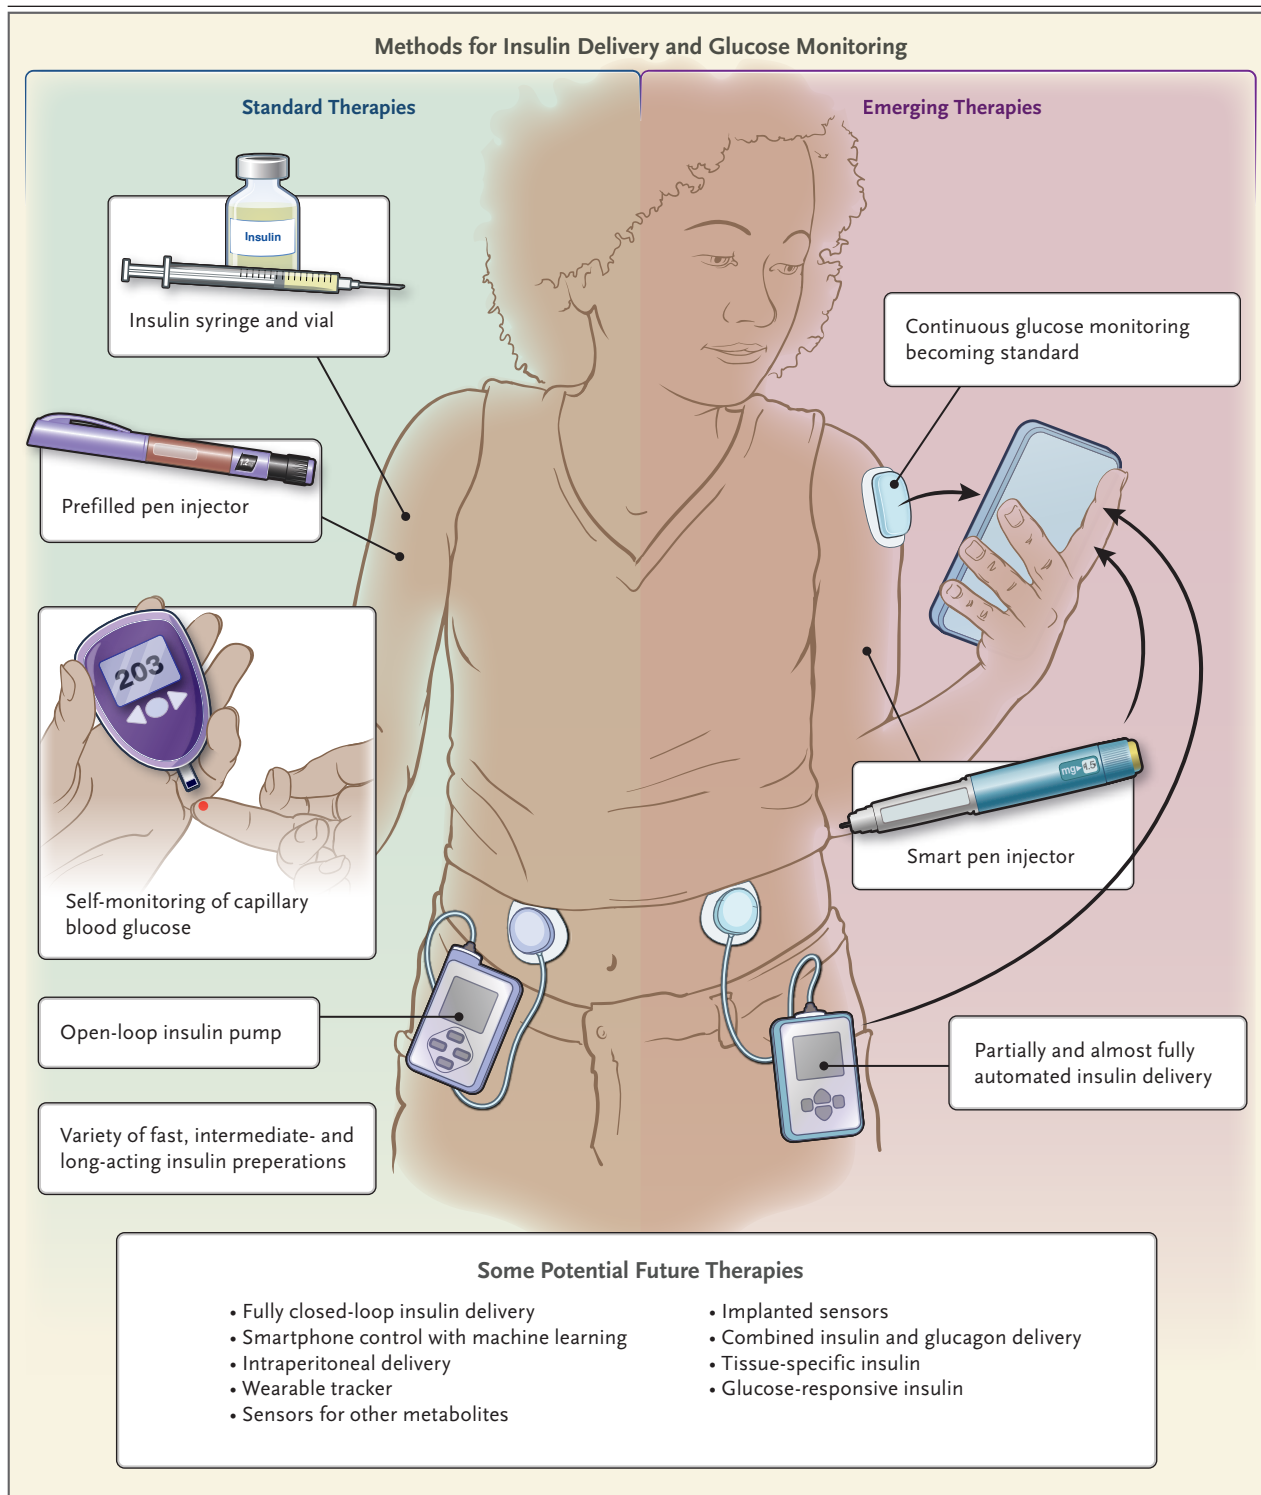 Methods for Insulin Delivery and Glucose Monitoring
Standard Therapies
Emerging Therapies
Insulin
Insulin syringe and vial
Continuous glucose monitoring
becoming standard
Prefilled pen injector
203
Self-monitoring of capillary
blood glucose
mg▸1.5
Smart pen injector
Open-loop insulin pump
Partially and almost fully
automated insulin delivery
Variety of fast, intermediate- and
long-acting insulin preperations
Some Potential Future Therapies
• Fully closed-loop insulin delivery
• Smartphone control with machine learning
• Intraperitoneal delivery
• Wearable tracker
• Sensors for other metabolites
• Implanted sensors
• Combined insulin and glucagon delivery
• Tissue-specific insulin
• Glucose-responsive insulin